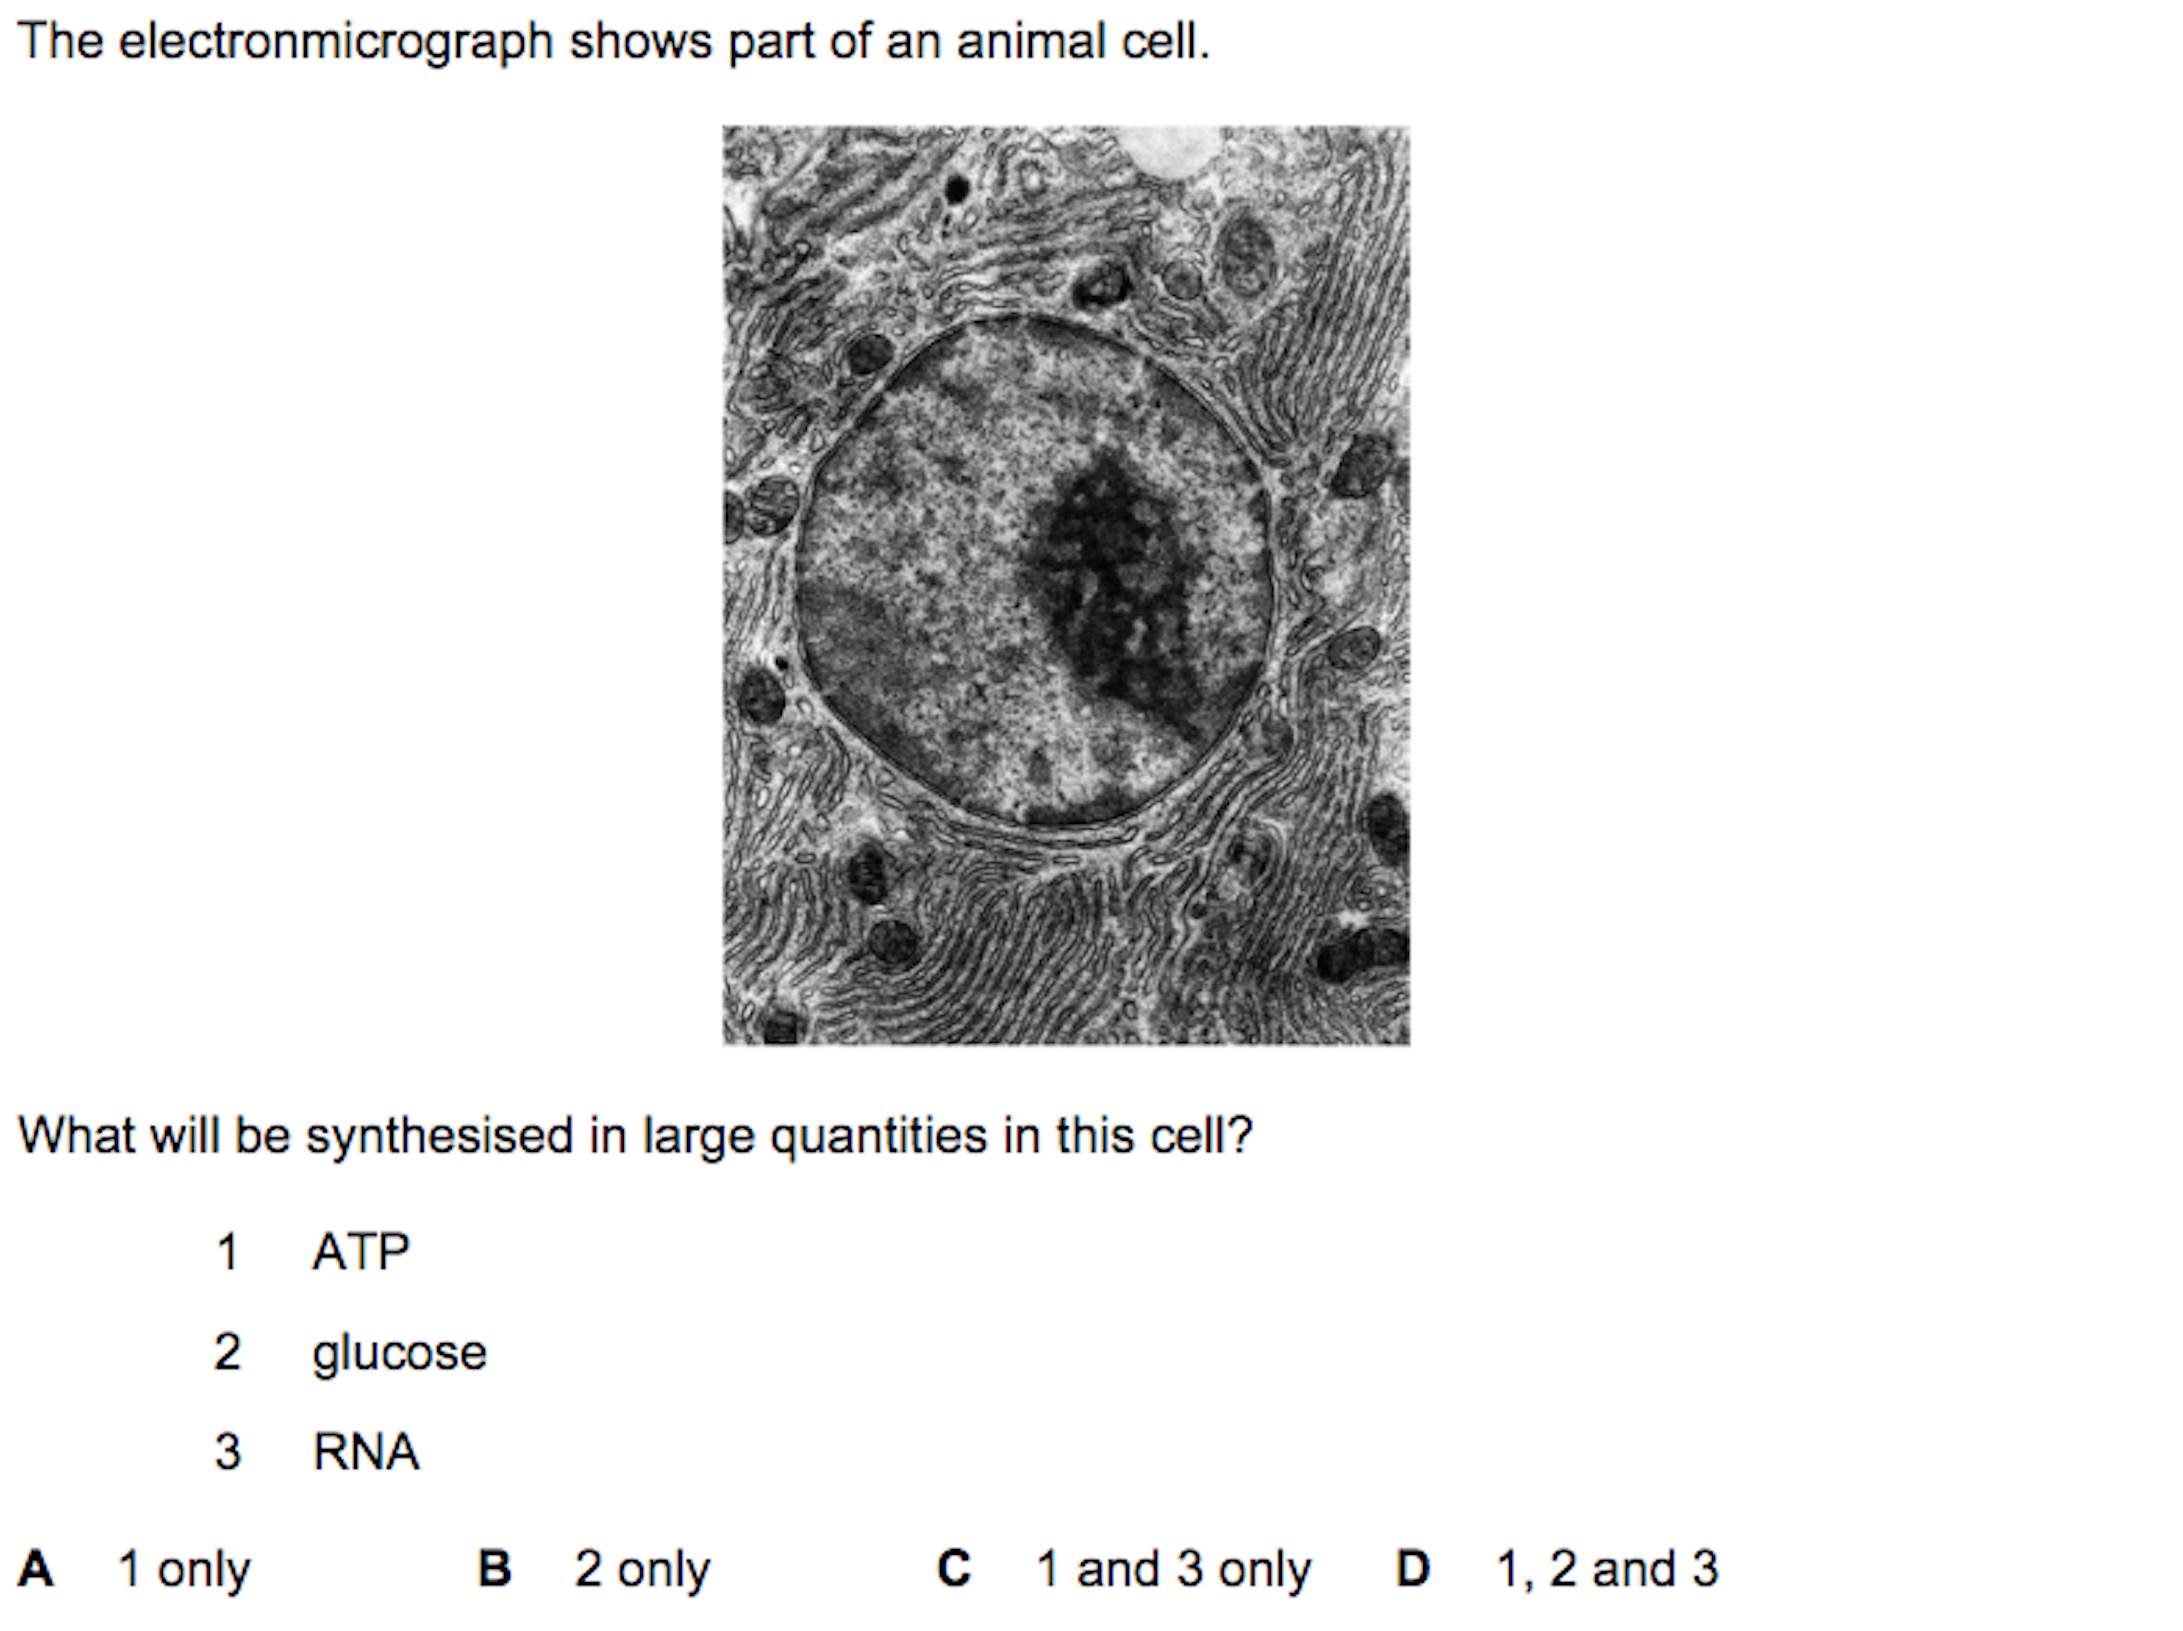 The electronmicrograph shows part of an animal cell.
What will be synthesised in large quantities in this cell?
1 ATP
2 glucose
3 RNA
A 1 only B 2 only C 1 and 3 only D 1, 2 and 3